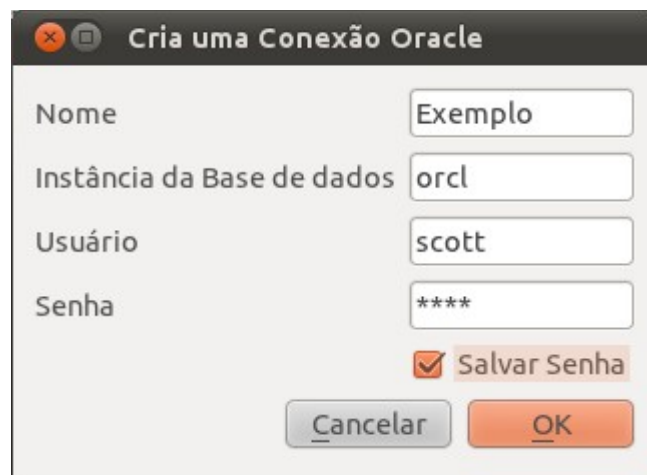 Cria uma Conexão Oracle
Nome Exemplo
Instância da Base de dados orcl
Usuário scott
Senha ****
Salvar Senha
Cancelar OK